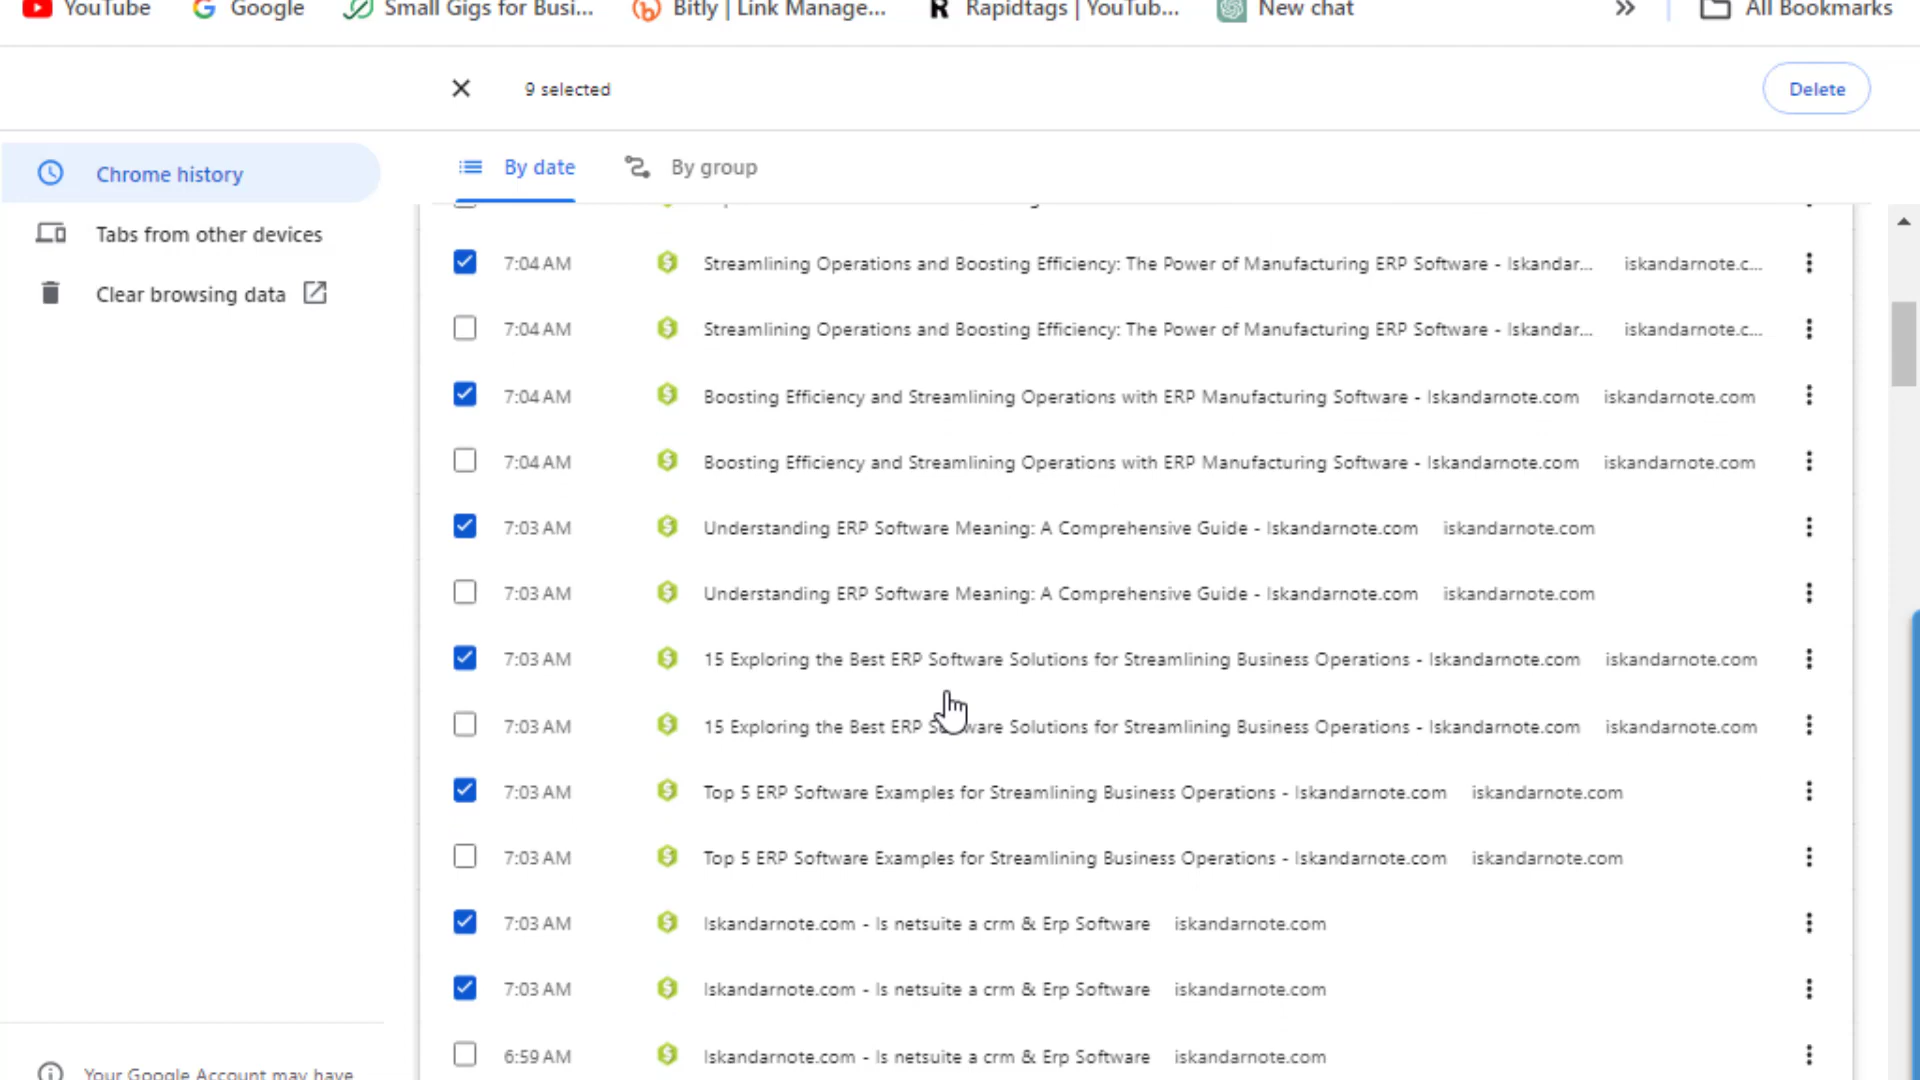 YouTube Google Small Gigs for Busi... Bitly | Link Manage... Rapidtags | YouTub... New chat All Bookmarks
9 selected Delete
Chrome history
Tabs from other devices
Clear browsing data
By date By group
7:04 AM Streamlining Operations and Boosting Efficiency: The Power of Manufacturing ERP Software - Iskandar... iskandarnote.c...
7:04 AM Streamlining Operations and Boosting Efficiency: The Power of Manufacturing ERP Software - Iskandar... iskandarnote.c...
7:04 AM Boosting Efficiency and Streamlining Operations with ERP Manufacturing Software - Iskandarnote.com iskandarnote.com
7:04 AM Boosting Efficiency and Streamlining Operations with ERP Manufacturing Software - Iskandarnote.com iskandarnote.com
7:03 AM Understanding ERP Software Meaning: A Comprehensive Guide - Iskandarnote.com iskandarnote.com
7:03 AM Understanding ERP Software Meaning: A Comprehensive Guide - Iskandarnote.com iskandarnote.com
7:03 AM 15 Exploring the Best ERP Software Solutions for Streamlining Business Operations - Iskandarnote.com iskandarnote.com
7:03 AM 15 Exploring the Best ERP Software Solutions for Streamlining Business Operations - Iskandarnote.com iskandarnote.com
7:03 AM Top 5 ERP Software Examples for Streamlining Business Operations - Iskandarnote.com iskandarnote.com
7:03 AM Top 5 ERP Software Examples for Streamlining Business Operations - Iskandarnote.com iskandarnote.com
7:03 AM Iskandarnote.com - Is netsuite a crm & Erp Software iskandarnote.com
7:03 AM Iskandarnote.com - Is netsuite a crm & Erp Software iskandarnote.com
6:59 AM Iskandarnote.com - Is netsuite a crm & Erp Software iskandarnote.com
Your Google Account may have